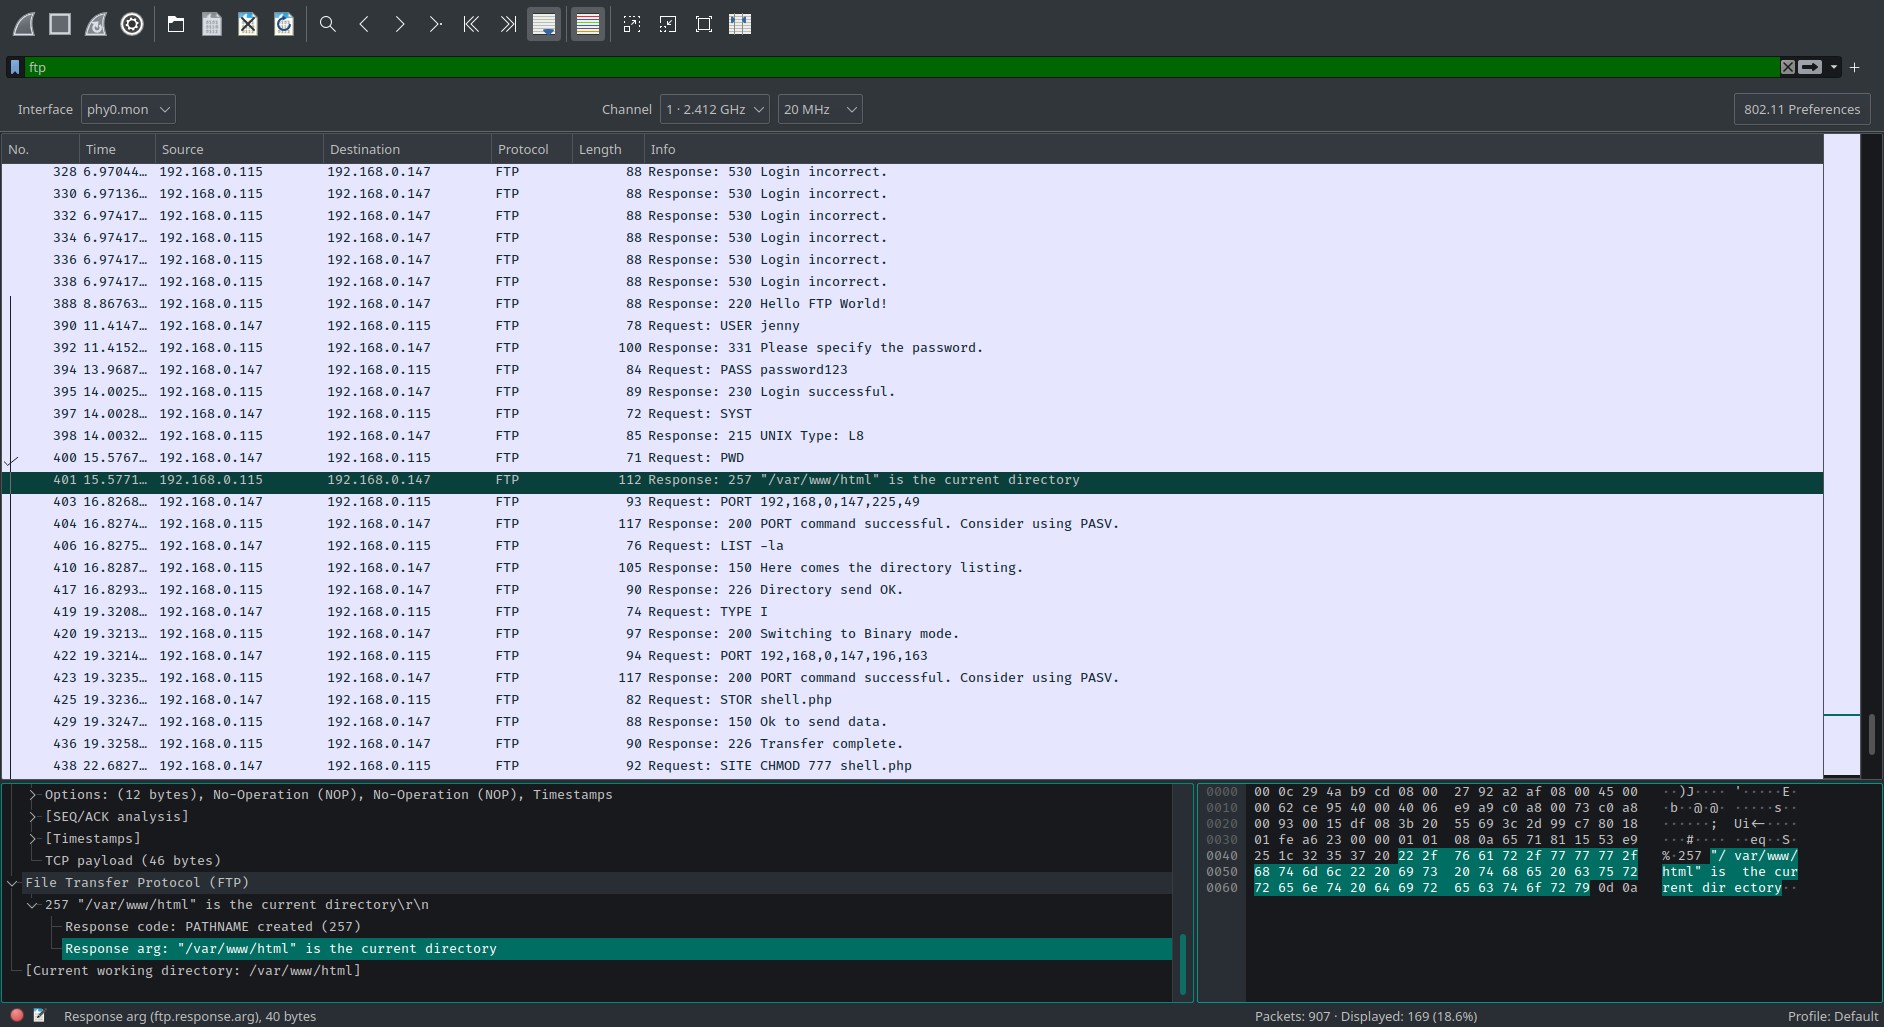 ftp
Interface phy0.mon Channel 1 · 2.412 GHz 20 MHz 802.11 Preferences
No. Time Source Destination Protocol Length Info
328 6.97044… 192.168.0.115 192.168.0.147 FTP 88 Response: 530 Login incorrect.
330 6.97136… 192.168.0.115 192.168.0.147 FTP 88 Response: 530 Login incorrect.
332 6.97417… 192.168.0.115 192.168.0.147 FTP 88 Response: 530 Login incorrect.
334 6.97417… 192.168.0.115 192.168.0.147 FTP 88 Response: 530 Login incorrect.
336 6.97417… 192.168.0.115 192.168.0.147 FTP 88 Response: 530 Login incorrect.
338 6.97417… 192.168.0.115 192.168.0.147 FTP 88 Response: 530 Login incorrect.
388 8.86763… 192.168.0.115 192.168.0.147 FTP 88 Response: 220 Hello FTP World!
390 11.4147… 192.168.0.147 192.168.0.115 FTP 78 Request: USER jenny
392 11.4152… 192.168.0.115 192.168.0.147 FTP 100 Response: 331 Please specify the password.
394 13.9687… 192.168.0.147 192.168.0.115 FTP 84 Request: PASS password123
395 14.0025… 192.168.0.115 192.168.0.147 FTP 89 Response: 230 Login successful.
397 14.0028… 192.168.0.147 192.168.0.115 FTP 72 Request: SYST
398 14.0032… 192.168.0.115 192.168.0.147 FTP 85 Response: 215 UNIX Type: L8
400 15.5767… 192.168.0.147 192.168.0.115 FTP 71 Request: PWD
401 15.5771… 192.168.0.115 192.168.0.147 FTP 112 Response: 257 "/var/www/html" is the current directory
403 16.8268… 192.168.0.147 192.168.0.115 FTP 93 Request: PORT 192,168,0,147,225,49
404 16.8274… 192.168.0.115 192.168.0.147 FTP 117 Response: 200 PORT command successful. Consider using PASV.
406 16.8275… 192.168.0.147 192.168.0.115 FTP 76 Request: LIST -la
410 16.8287… 192.168.0.115 192.168.0.147 FTP 105 Response: 150 Here comes the directory listing.
417 16.8293… 192.168.0.115 192.168.0.147 FTP 90 Response: 226 Directory send OK.
419 19.3208… 192.168.0.147 192.168.0.115 FTP 74 Request: TYPE I
420 19.3213… 192.168.0.115 192.168.0.147 FTP 97 Response: 200 Switching to Binary mode.
422 19.3214… 192.168.0.147 192.168.0.115 FTP 94 Request: PORT 192,168,0,147,196,163
423 19.3235… 192.168.0.115 192.168.0.147 FTP 117 Response: 200 PORT command successful. Consider using PASV.
425 19.3236… 192.168.0.147 192.168.0.115 FTP 82 Request: STOR shell.php
429 19.3247… 192.168.0.115 192.168.0.147 FTP 88 Response: 150 Ok to send data.
436 19.3258… 192.168.0.115 192.168.0.147 FTP 90 Response: 226 Transfer complete.
438 22.6827… 192.168.0.147 192.168.0.115 FTP 92 Request: SITE CHMOD 777 shell.php
Options: (12 bytes), No-Operation (NOP), No-Operation (NOP), Timestamps
[SEQ/ACK analysis]
[Timestamps]
TCP payload (46 bytes)
File Transfer Protocol (FTP)
257 "/var/www/html" is the current directory\r\n
Response code: PATHNAME created (257)
Response arg: "/var/www/html" is the current directory
[Current working directory: /var/www/html]
0000 00 0c 29 4a b9 cd 08 00 27 92 a2 af 08 00 45 00 ··)J···· '·····E·
0010 00 62 ce 95 40 00 40 06 e9 a9 c0 a8 00 73 c0 a8 ·b··@·@· ·····s··
0020 00 93 00 15 df 08 3b 20 55 69 3c 2d 99 c7 80 18 ······; Ui<-····
0030 01 fe a6 23 00 00 01 01 08 0a 65 71 81 15 53 e9 ···#···· ··eq··S·
0040 25 1c 32 35 37 20 22 2f 76 61 72 2f 77 77 77 2f %·257 "/ var/www/
0050 68 74 6d 6c 22 20 69 73 20 74 68 65 20 63 75 72 html" is the cur
0060 72 65 6e 74 20 64 69 72 65 63 74 6f 72 79 0d 0a rent dir ectory··
Response arg (ftp.response.arg), 40 bytes Packets: 907 · Displayed: 169 (18.6%) Profile: Default